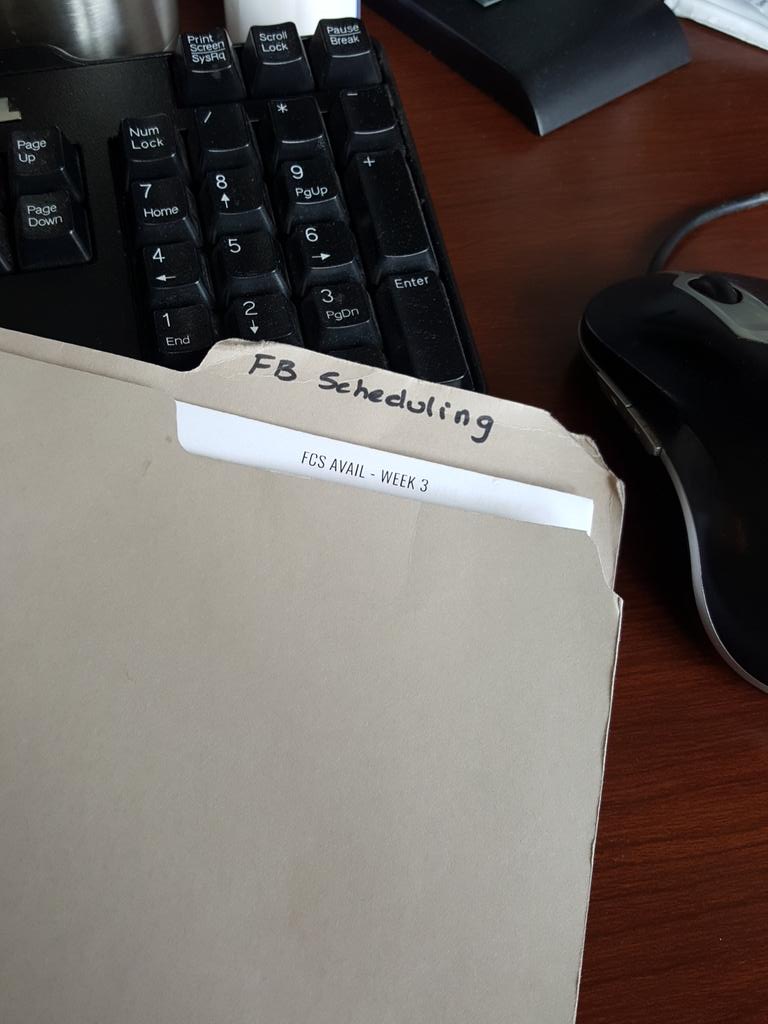 Print
Screen
SysRq
Scroll
Lock
Pause
Break
Page
Up
Num
Lock
/
*
-
Page
Down
7
Home
8
↑
9
PgUp
+
4
←
5
6
→
1
End
2
↓
3
PgDn
Enter
FB Scheduling
FCS AVAIL - WEEK 3